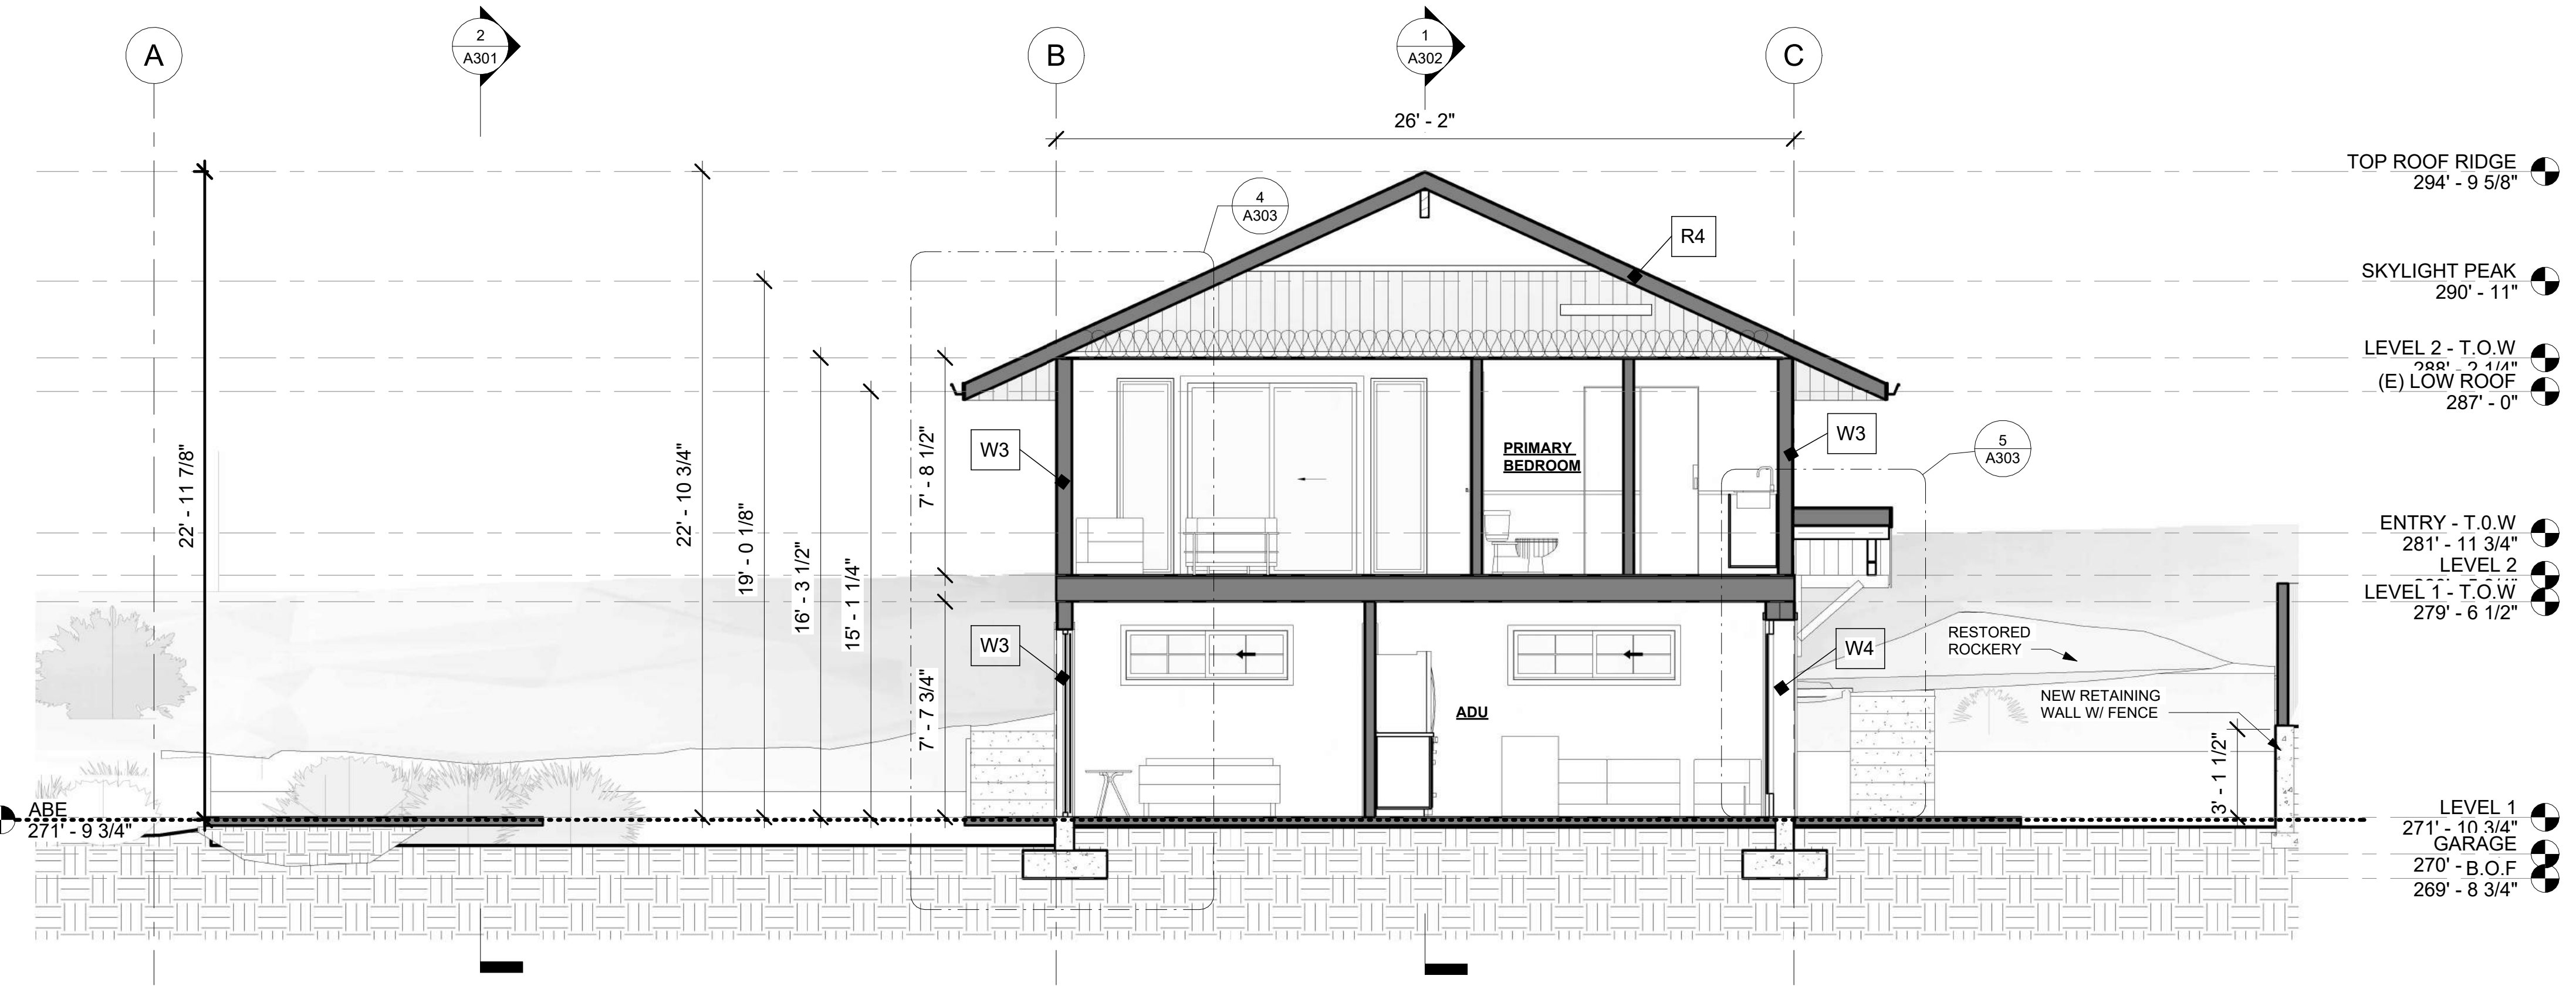 A
2
A301
B
1
A302
C
26' - 2"
TOP ROOF RIDGE
294' - 9 5/8"
4
A303
R4
SKYLIGHT PEAK
290' - 11"
LEVEL 2 - T.O.W
288' - 2 1/4"
(E) LOW ROOF
287' - 0"
22' - 11 7/8"
22' - 10 3/4"
19' - 0 1/8"
16' - 3 1/2"
15' - 1 1/4"
7' - 8 1/2"
7' - 7 3/4"
W3
PRIMARY
BEDROOM
W3
5
A303
ENTRY - T.0.W
281' - 11 3/4"
LEVEL 2
LEVEL 1 - T.O.W
279' - 6 1/2"
W3
W4
RESTORED
ROCKERY
ADU
NEW RETAINING
WALL W/ FENCE
3' - 1 1/2"
ABE
271' - 9 3/4"
LEVEL 1
271' - 10 3/4"
GARAGE
270' -
B.O.F
269' - 8 3/4"